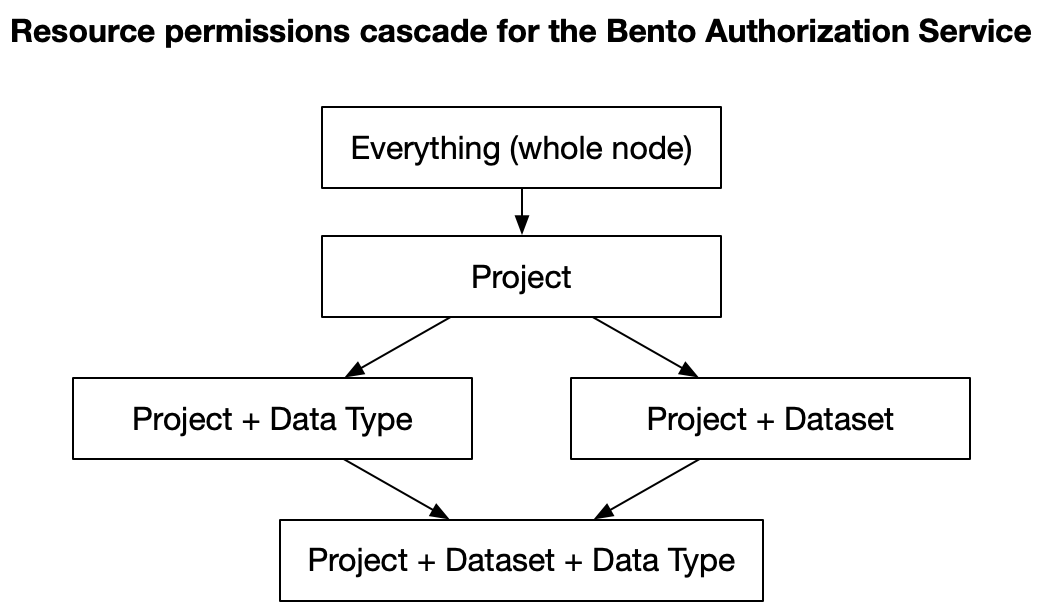 Resource permissions cascade for the Bento Authorization Service
Everything (whole node)
Project
Project + Data Type
Project + Dataset
Project + Dataset + Data Type